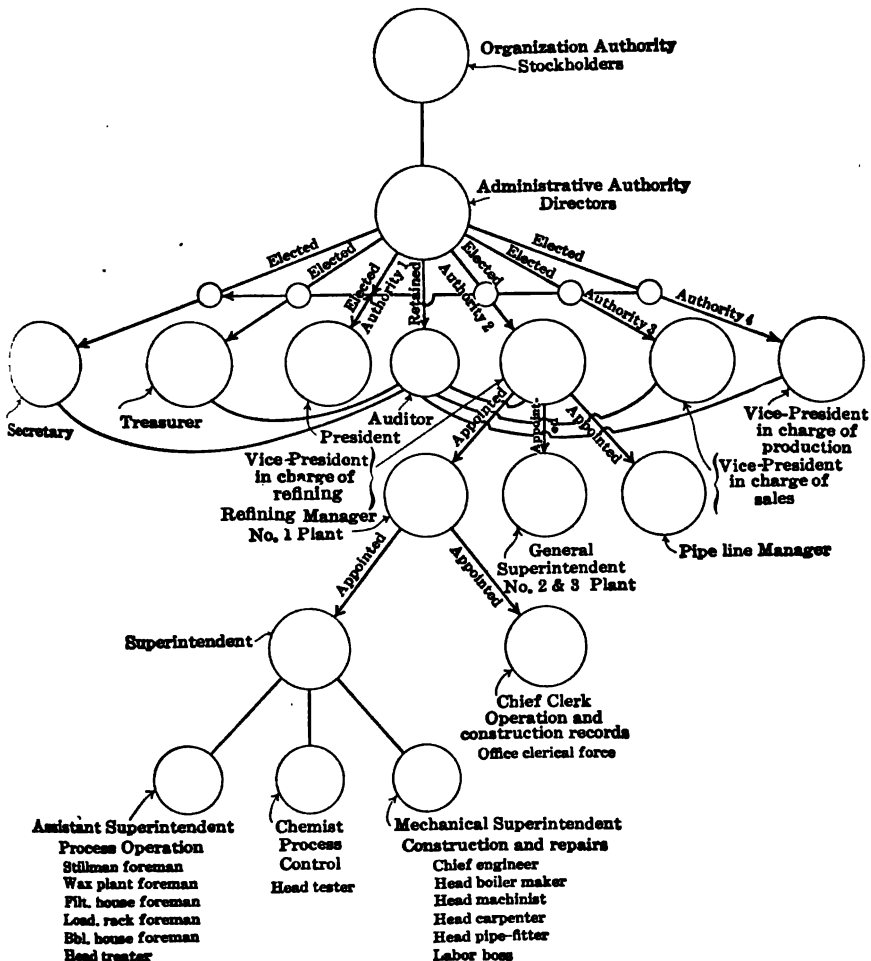 Organization Authority
Stockholders
Administrative Authority
Directors
Elected
Elected
Elected
Authority 1
Retained
Elected
Authority 2
Elected
Authority 3
Elected
Authority 4
Secretary
Treasurer
President
Auditor
Vice-President
in charge of
refining
Vice-President
in charge of
sales
Vice-President
in charge of
production
Appointed
Appoint-
ed
Appointed
Refining Manager
No. 1 Plant
General
Superintendent
No. 2 & 3 Plant
Pipe line Manager
Appointed
Appointed
Superintendent
Chief Clerk
Operation and
construction records
Office clerical force
Assistant Superintendent
Process Operation
Stillman foreman
Wax plant foreman
Filt. house foreman
Load. rack foreman
Bbl. house foreman
Head treater
Chemist
Process
Control
Head tester
Mechanical Superintendent
Construction and repairs
Chief engineer
Head boiler maker
Head machinist
Head carpenter
Head pipe-fitter
Labor boss